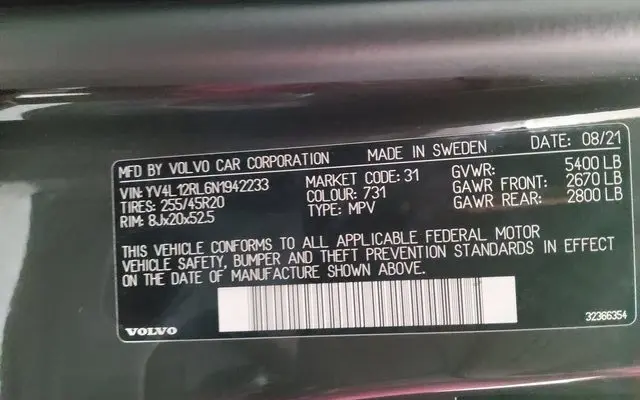 MFD BY VOLVO CAR CORPORATION MADE IN SWEDEN DATE: 08/21
VIN: YV4L12RL6N1942233 MARKET CODE: 31 GVWR: 5400 LB
TIRES: 255/45R20 COLOUR: 731 GAWR FRONT: 2670 LB
RIM: 8Jx20x52.5 TYPE: MPV GAWR REAR: 2800 LB
THIS VEHICLE CONFORMS TO ALL APPLICABLE FEDERAL MOTOR
VEHICLE SAFETY, BUMPER AND THEFT PREVENTION STANDARDS IN EFFECT
ON THE DATE OF MANUFACTURE SHOWN ABOVE.
VOLVO 32366354